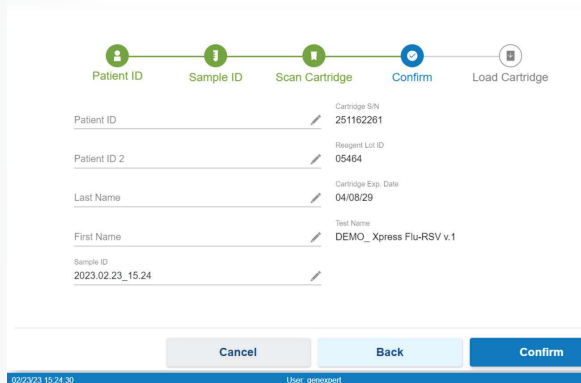 Patient ID
Sample ID
Scan Cartridge
Confirm
Load Cartridge
Patient ID
Patient ID 2
Last Name
First Name
Sample ID
2023.02.23_15.24
Cartridge S/N
251162261
Reagent Lot ID
05464
Cartridge Exp. Date
04/08/29
Test Name
DEMO_ Xpress Flu-RSV v.1
Cancel
Back
Confirm
02/23/23 15:24:30
User genexpert